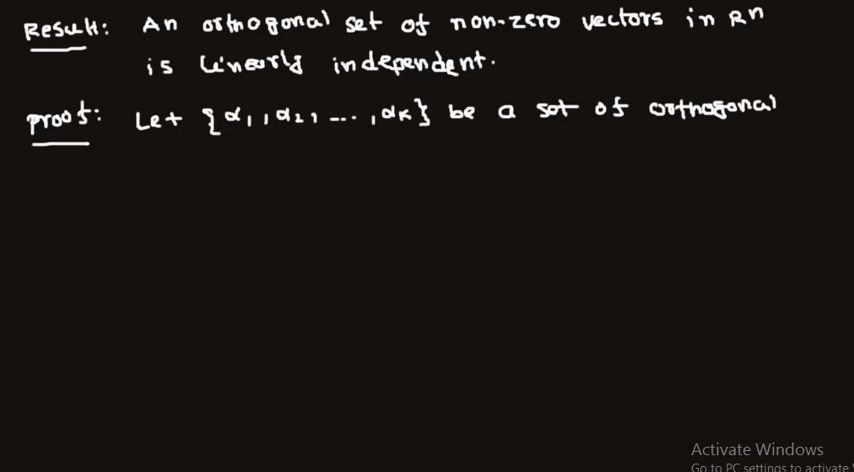 Result: An orthogonal set of non-zero vectors in Rn
is linearly independent.
proof: Let {α1, α2, ..., αk} be a set of orthogonal
Activate Windows
Go to PC settings to activate